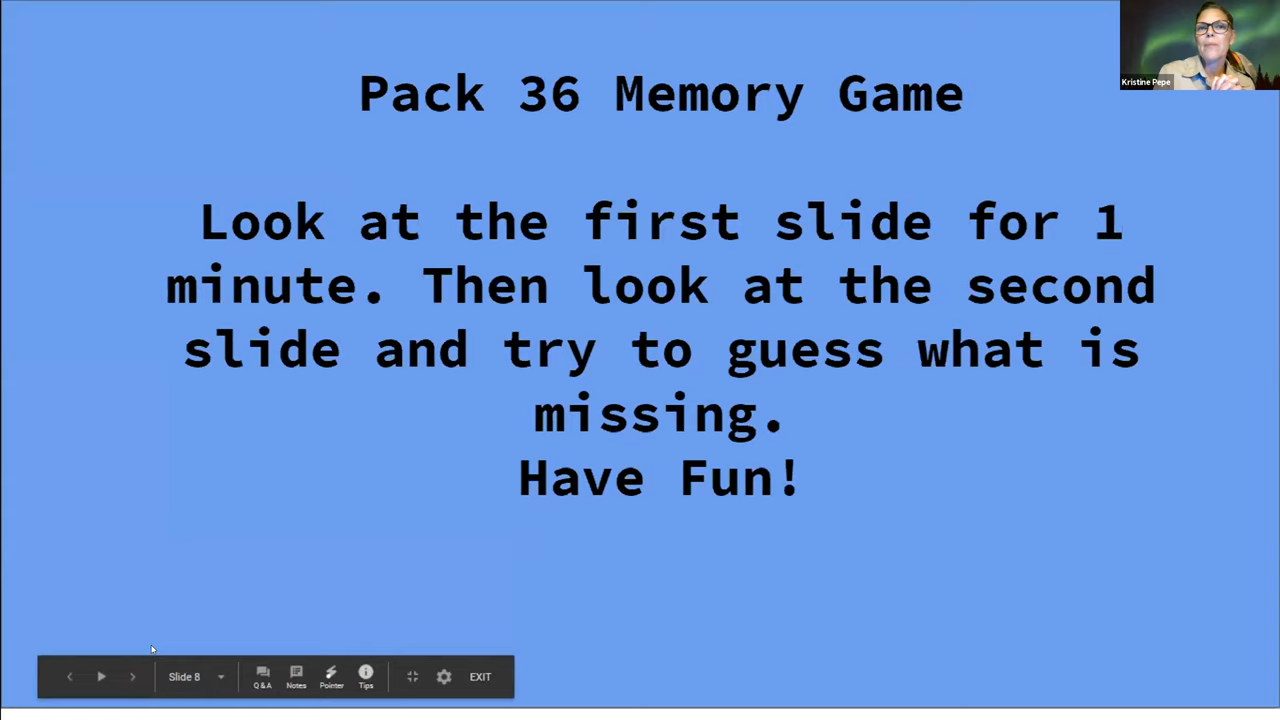 Pack 36 Memory Game
Kristine Pepe
Look at the first slide for 1
minute. Then look at the second
slide and try to guess what is
missing.
Have Fun!
Slide 8
Q&A
Notes
Pointer
Tips
EXIT